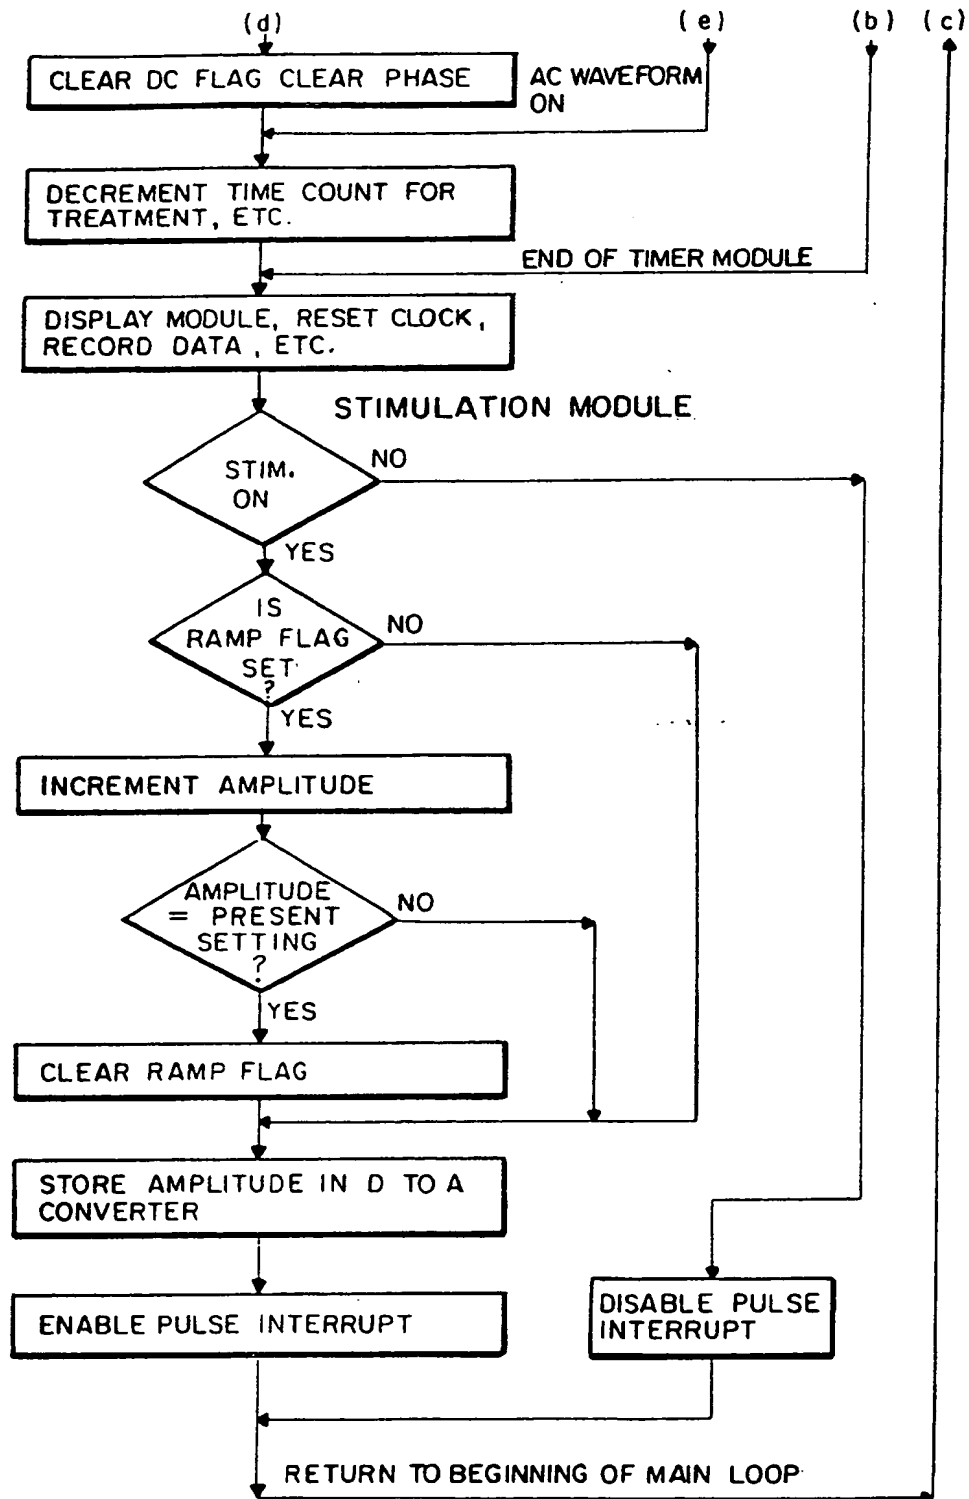 (d) (e) (b) (c)
CLEAR DC FLAG CLEAR PHASE
AC WAVEFORM
ON
DECREMENT TIME COUNT FOR
TREATMENT, ETC.
END OF TIMER MODULE
DISPLAY MODULE, RESET CLOCK,
RECORD DATA, ETC.
STIMULATION MODULE
STIM.
ON
NO
YES
IS
RAMP FLAG
SET
?
NO
YES
INCREMENT AMPLITUDE
AMPLITUDE
= PRESENT
SETTING
?
NO
YES
CLEAR RAMP FLAG
STORE AMPLITUDE IN D TO A
CONVERTER
ENABLE PULSE INTERRUPT
DISABLE PULSE
INTERRUPT
RETURN TO BEGINNING OF MAIN LOOP